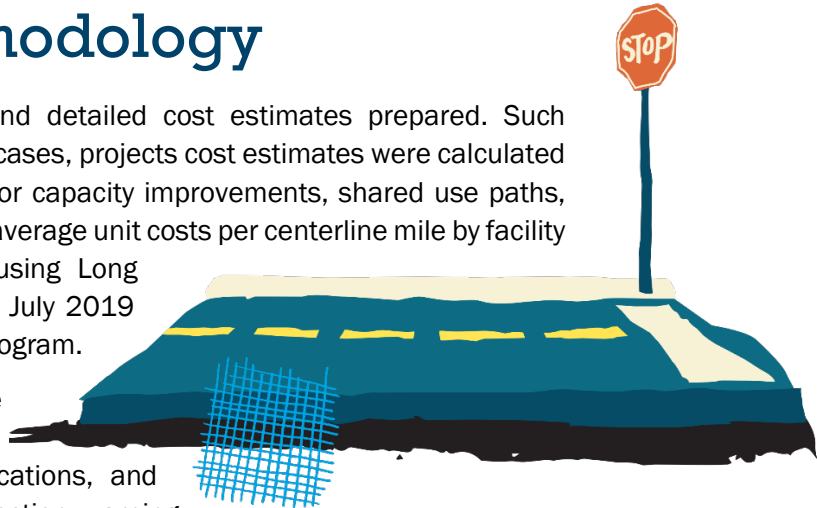 nodology
STOP
nd detailed cost estimates prepared. Such
cases, projects cost estimates were calculated
or capacity improvements, shared use paths,
average unit costs per centerline mile by facility
using Long
July 2019
ogram.
cations, and